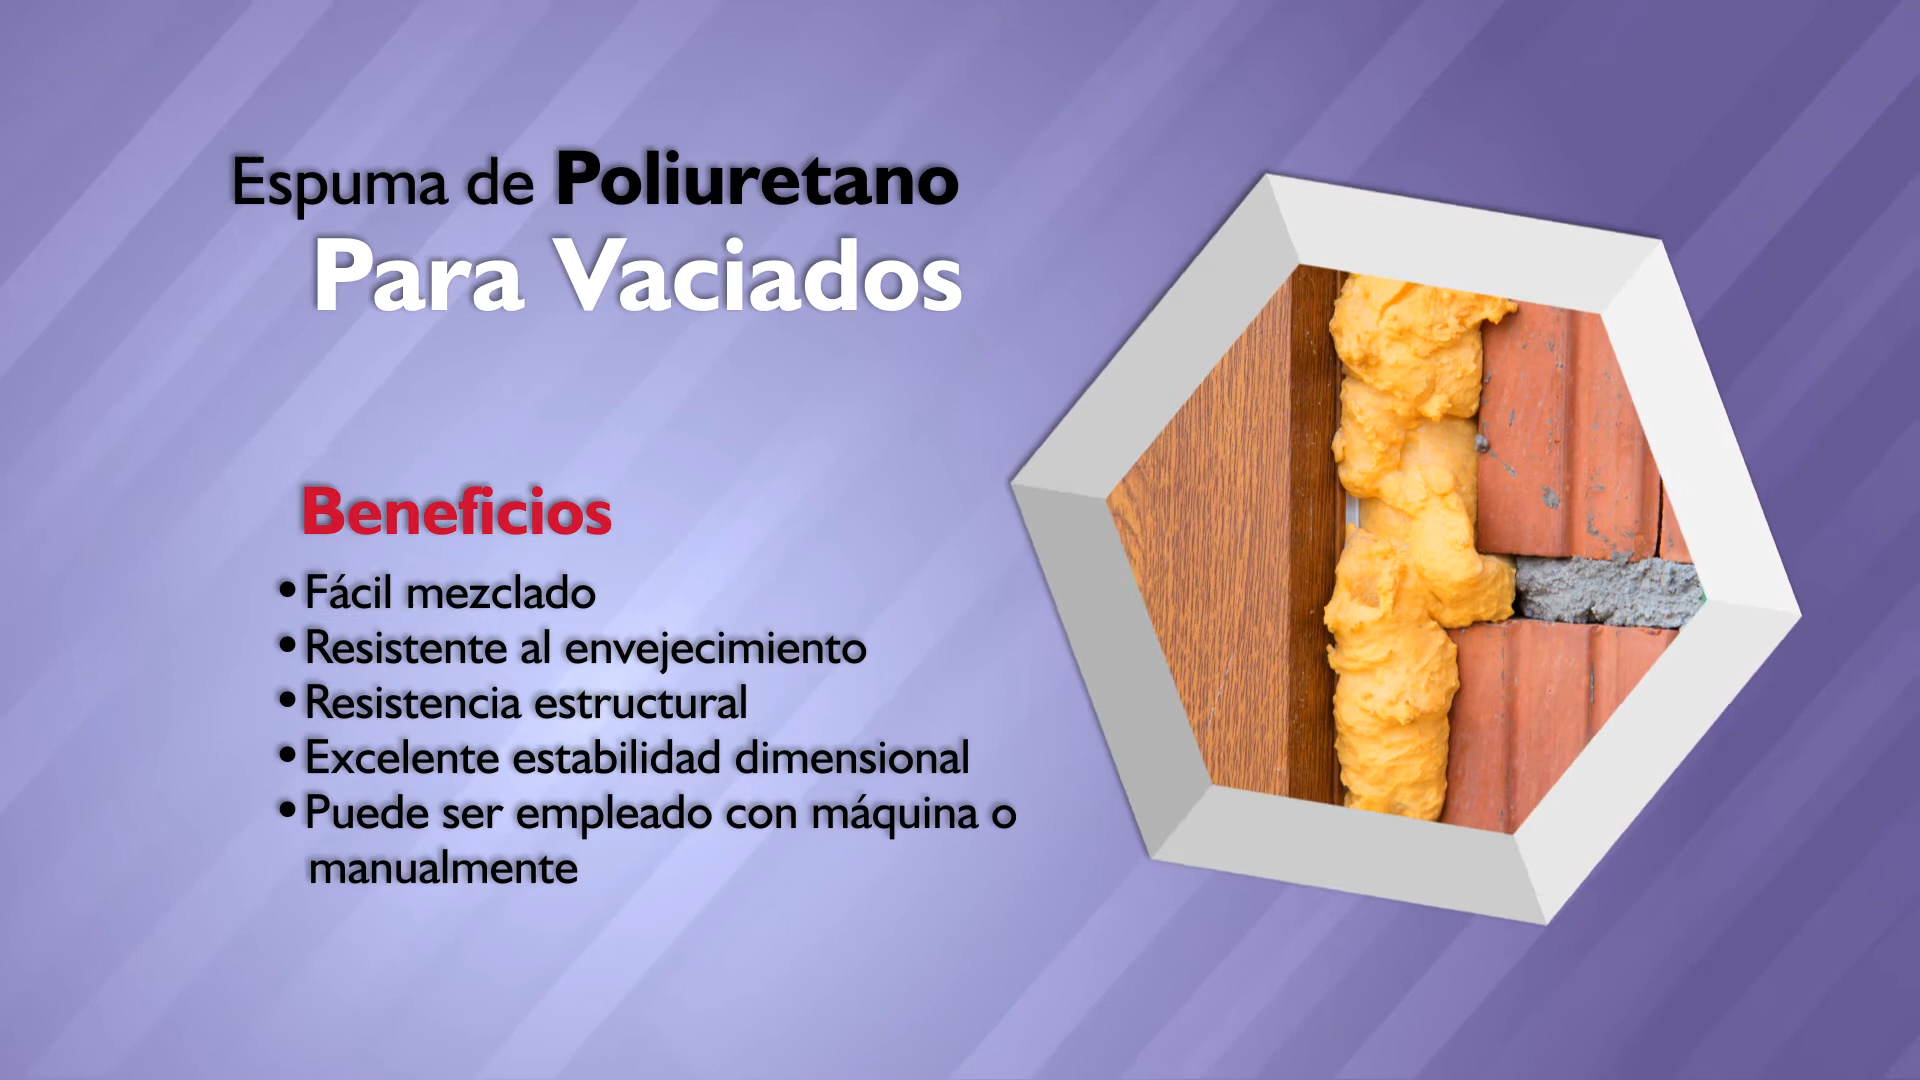 Espuma de Poliuretano
Para Vaciados
Beneficios
•Fácil mezclado
•Resistente al envejecimiento
•Resistencia estructural
•Excelente estabilidad dimensional
•Puede ser empleado con máquina o
manualmente